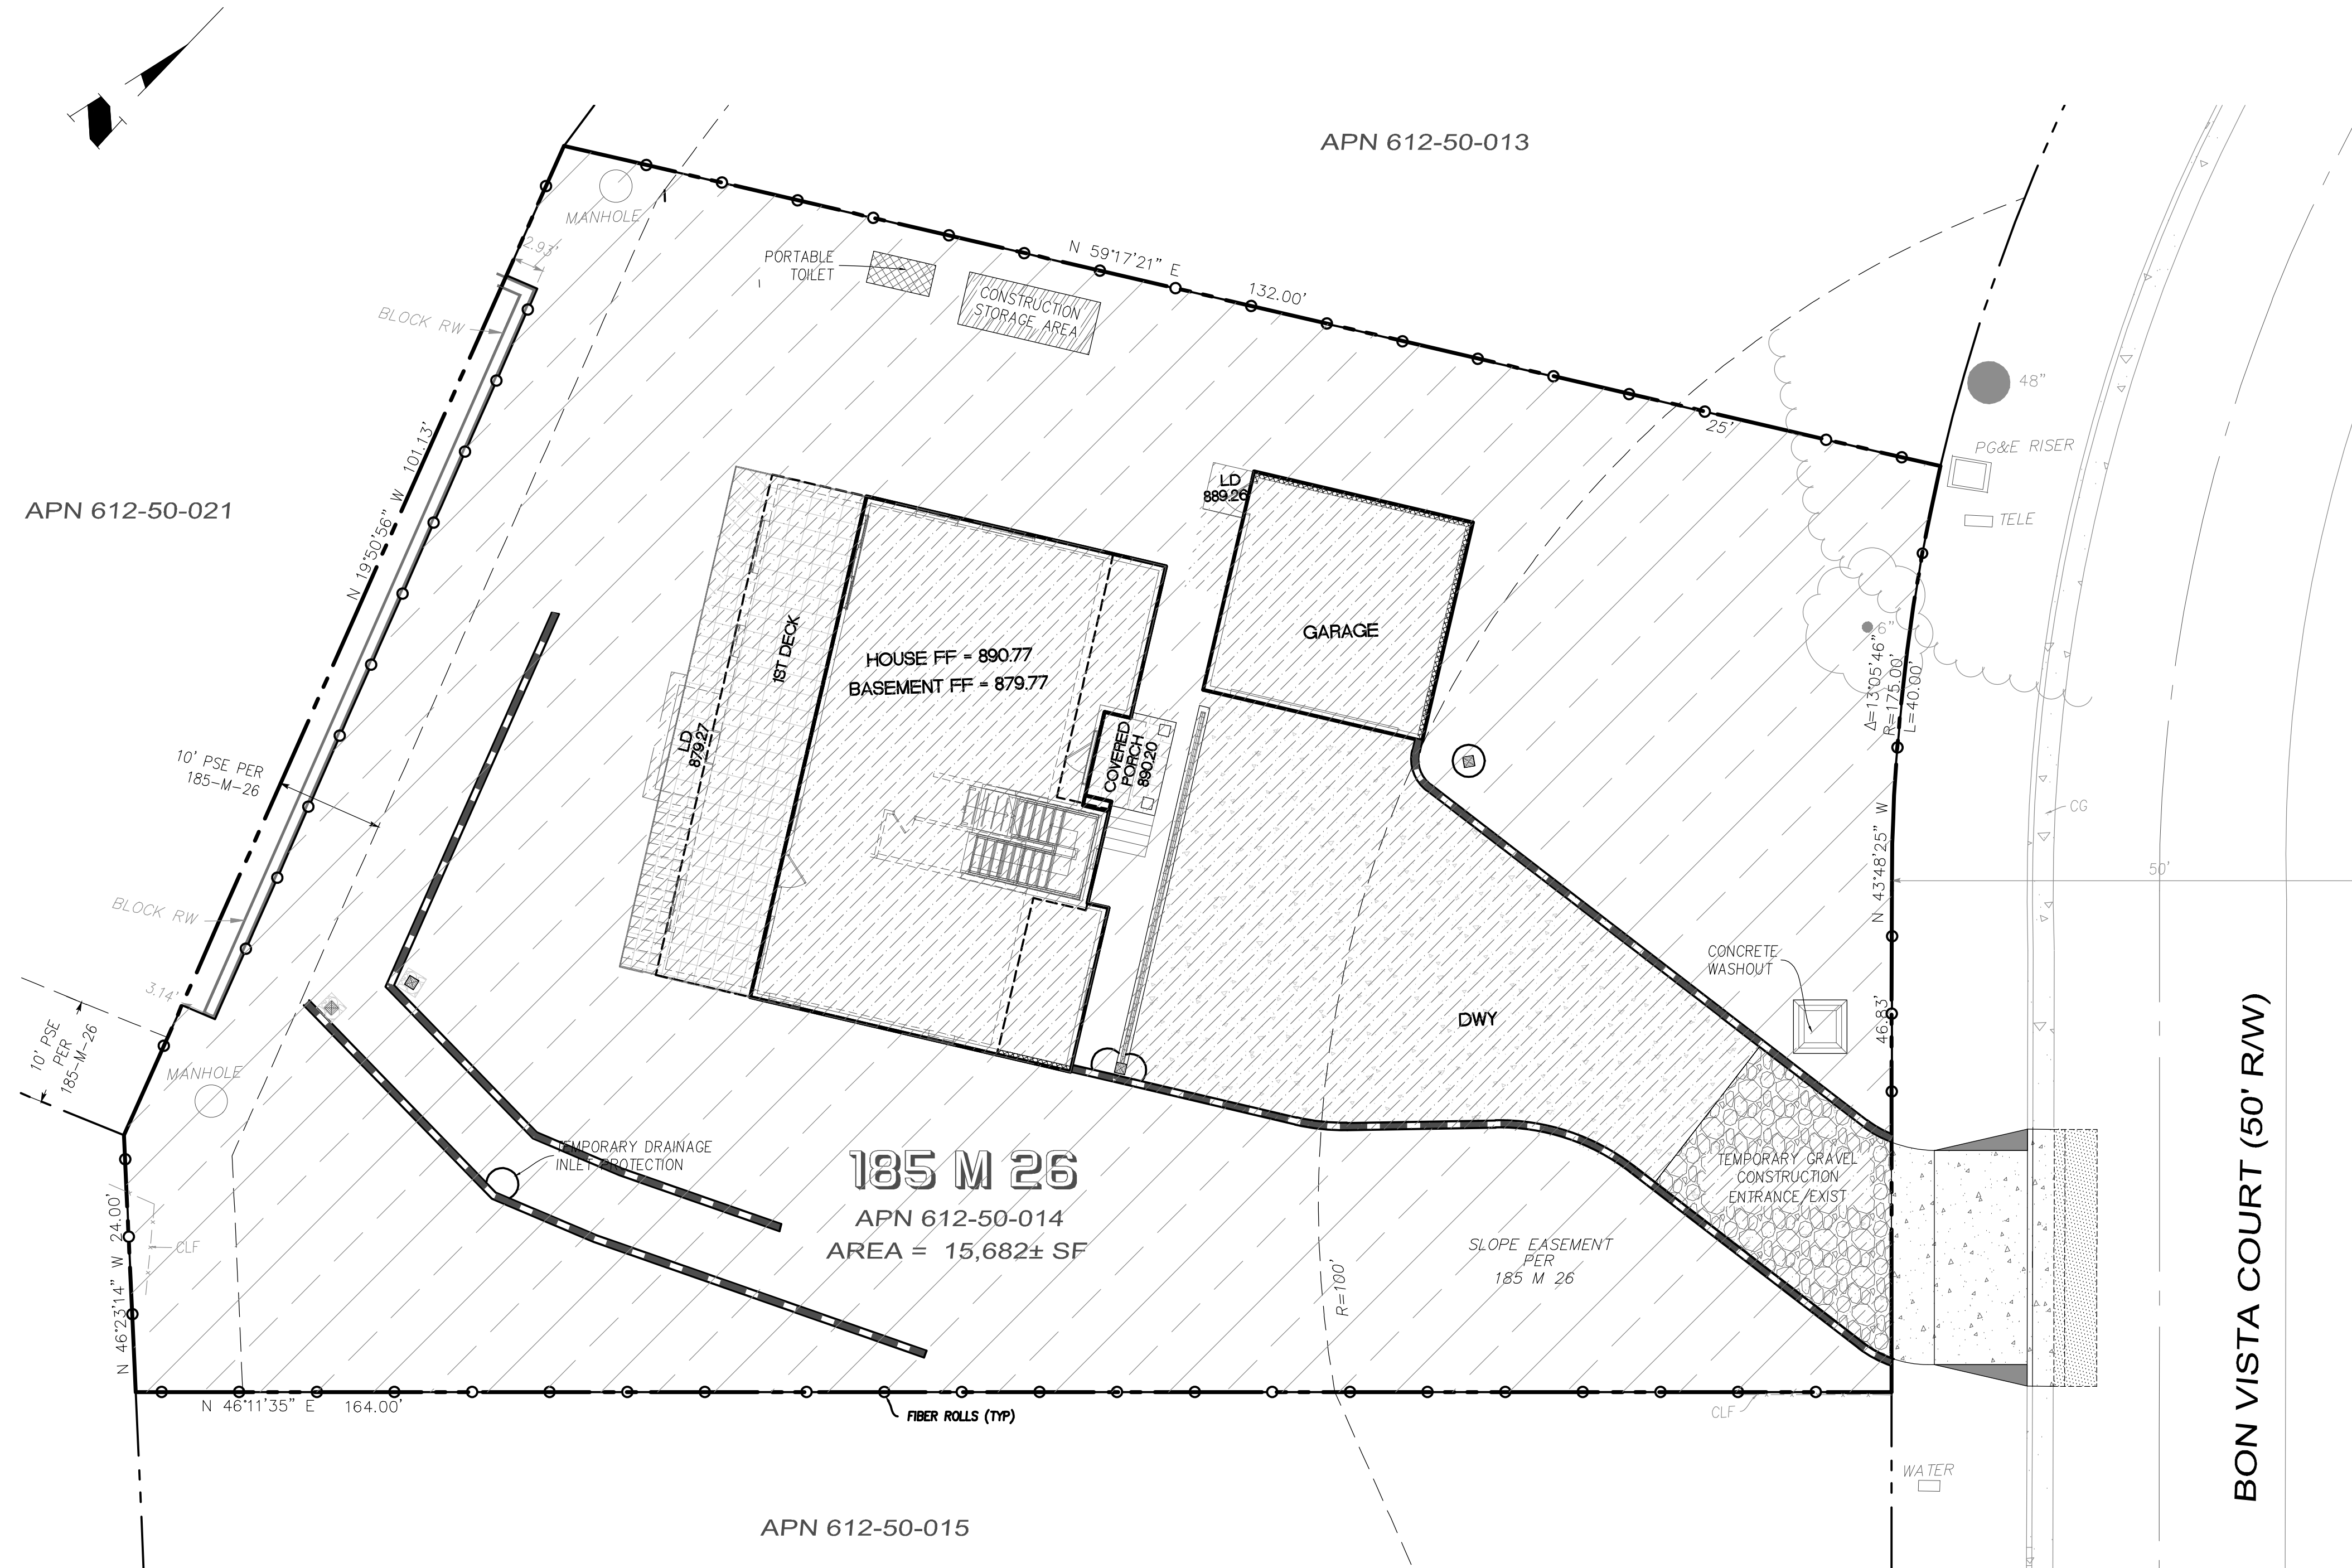 N
APN 612-50-013
MANHOLE
2.93'
PORTABLE
TOILET
CONSTRUCTION
STORAGE AREA
N 59°17'21" E
132.00'
25'
BLOCK RW
48"
PG&E RISER
TELE
APN 612-50-021
N 19°50'56" W 101.13'
LD
889.26
GARAGE
1ST DECK
HOUSE FF = 890.77
BASEMENT FF = 879.77
6"
Δ=13°05'46"
R=175.00'
L=40.00'
LD
879.27
COVERED
PORCH
890.20
10' PSE PER
185-M-26
CG
N 43°48'25" W
46.83'
50'
BLOCK RW
CONCRETE
WASHOUT
3.14'
DWY
10' PSE
PER
185-M-26
MANHOLE
TEMPORARY DRAINAGE
INLET PROTECTION
185 M 26
APN 612-50-014
AREA = 15,682± SF
TEMPORARY GRAVEL
CONSTRUCTION
ENTRANCE/EXIST
SLOPE EASEMENT
PER
185 M 26
R=100'
N 46°23'14" W 24.00'
CLF
N 46°11'35" E 164.00'
FIBER ROLLS (TYP)
CLF
WATER
APN 612-50-015
BON VISTA COURT (50' R/W)